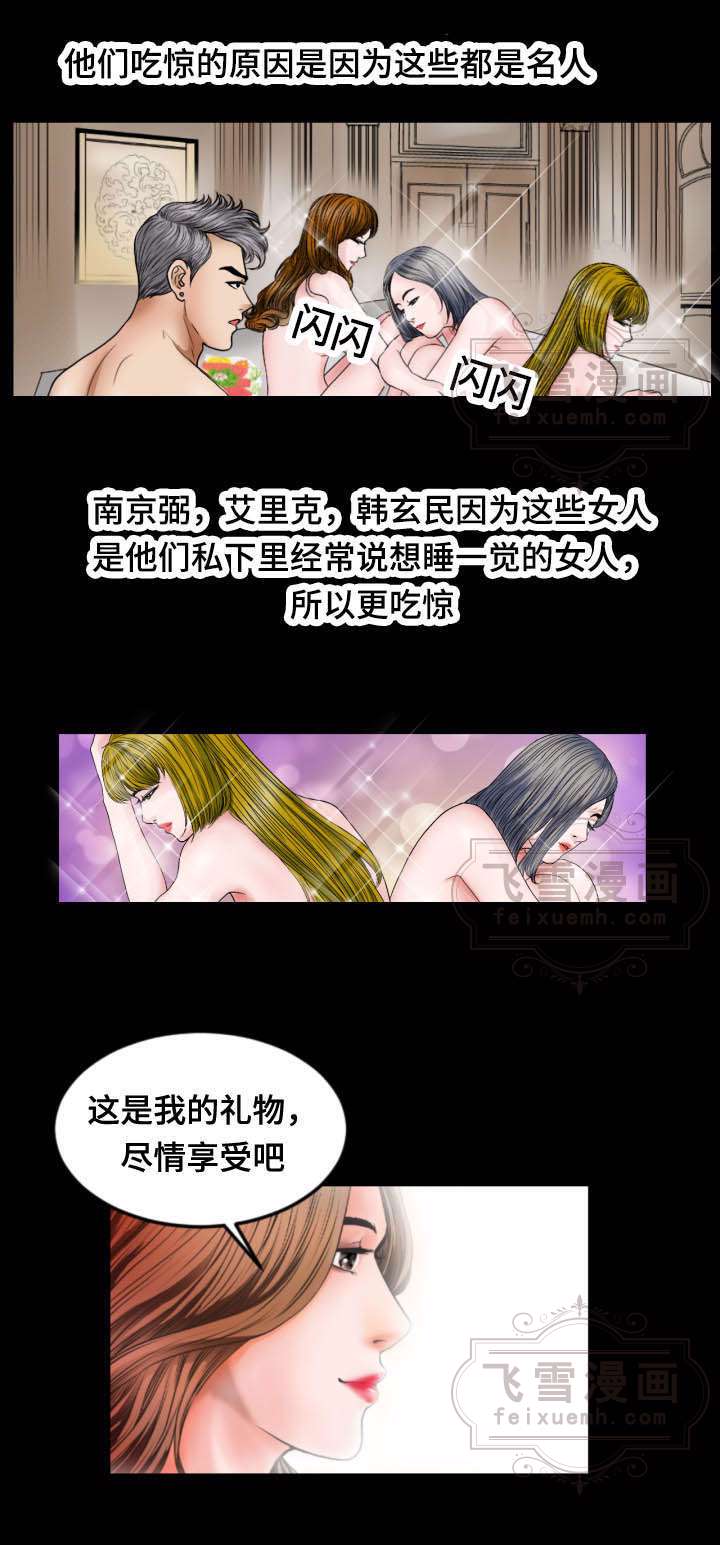 他们吃惊的原因是因为这些都是名人
闪闪
闪闪
飞雪漫画
feixuemh.com
南京弼，艾里克，韩玄民因为这些女人
是他们私下里经常说想睡一觉的女人，
所以更吃惊
飞雪漫画
feixuemh.com
这是我的礼物，
尽情享受吧
飞雪漫画
feixuemh.com